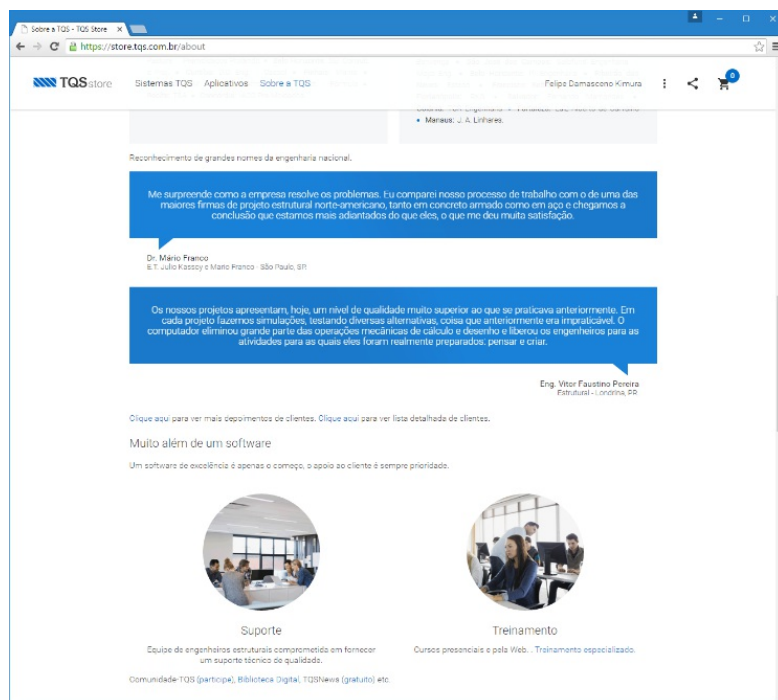 Sobre a TQS - TQS Store
https://store.tqs.com.br/about
TQS store
Sistemas TQS Aplicativos Sobre a TQS
Felipe Damasceno Kimura
0
• Manaus: J. A. Linhares.
Reconhecimento de grandes nomes da engenharia nacional.
Me surpreende como a empresa resolve os problemas. Eu comparei nosso processo de trabalho com o de uma das
maiores firmas de projeto estrutural norte-americano, tanto em concreto armado como em aço e chegamos a
conclusão que estamos mais adiantados do que eles, o que me deu muita satisfação.
Dr. Mário Franco
E.T. Julio Kassoy e Mario Franco - São Paulo, SP.
Os nossos projetos apresentam, hoje, um nível de qualidade muito superior ao que se praticava anteriormente. Em
cada projeto fazemos simulações, testando diversas alternativas, coisa que anteriormente era impraticável. O
computador eliminou grande parte das operações mecânicas de cálculo e desenho e liberou os engenheiros para as
atividades para as quais eles foram realmente preparados: pensar e criar.
Eng. Vitor Faustino Pereira
Estrutural - Londrina, PR
Clique aqui para ver mais depoimentos de clientes. Clique aqui para ver lista detalhada de clientes.
Muito além de um software
Um software de excelência é apenas o começo, o apoio ao cliente é sempre prioridade.
Suporte
Equipe de engenheiros estruturais comprometida em fornecer
um suporte técnico de qualidade.
Treinamento
Cursos presenciais e pela Web. . Treinamento especializado.
Comunidade-TQS (participe), Biblioteca Digital, TQSNews (gratuito) etc.